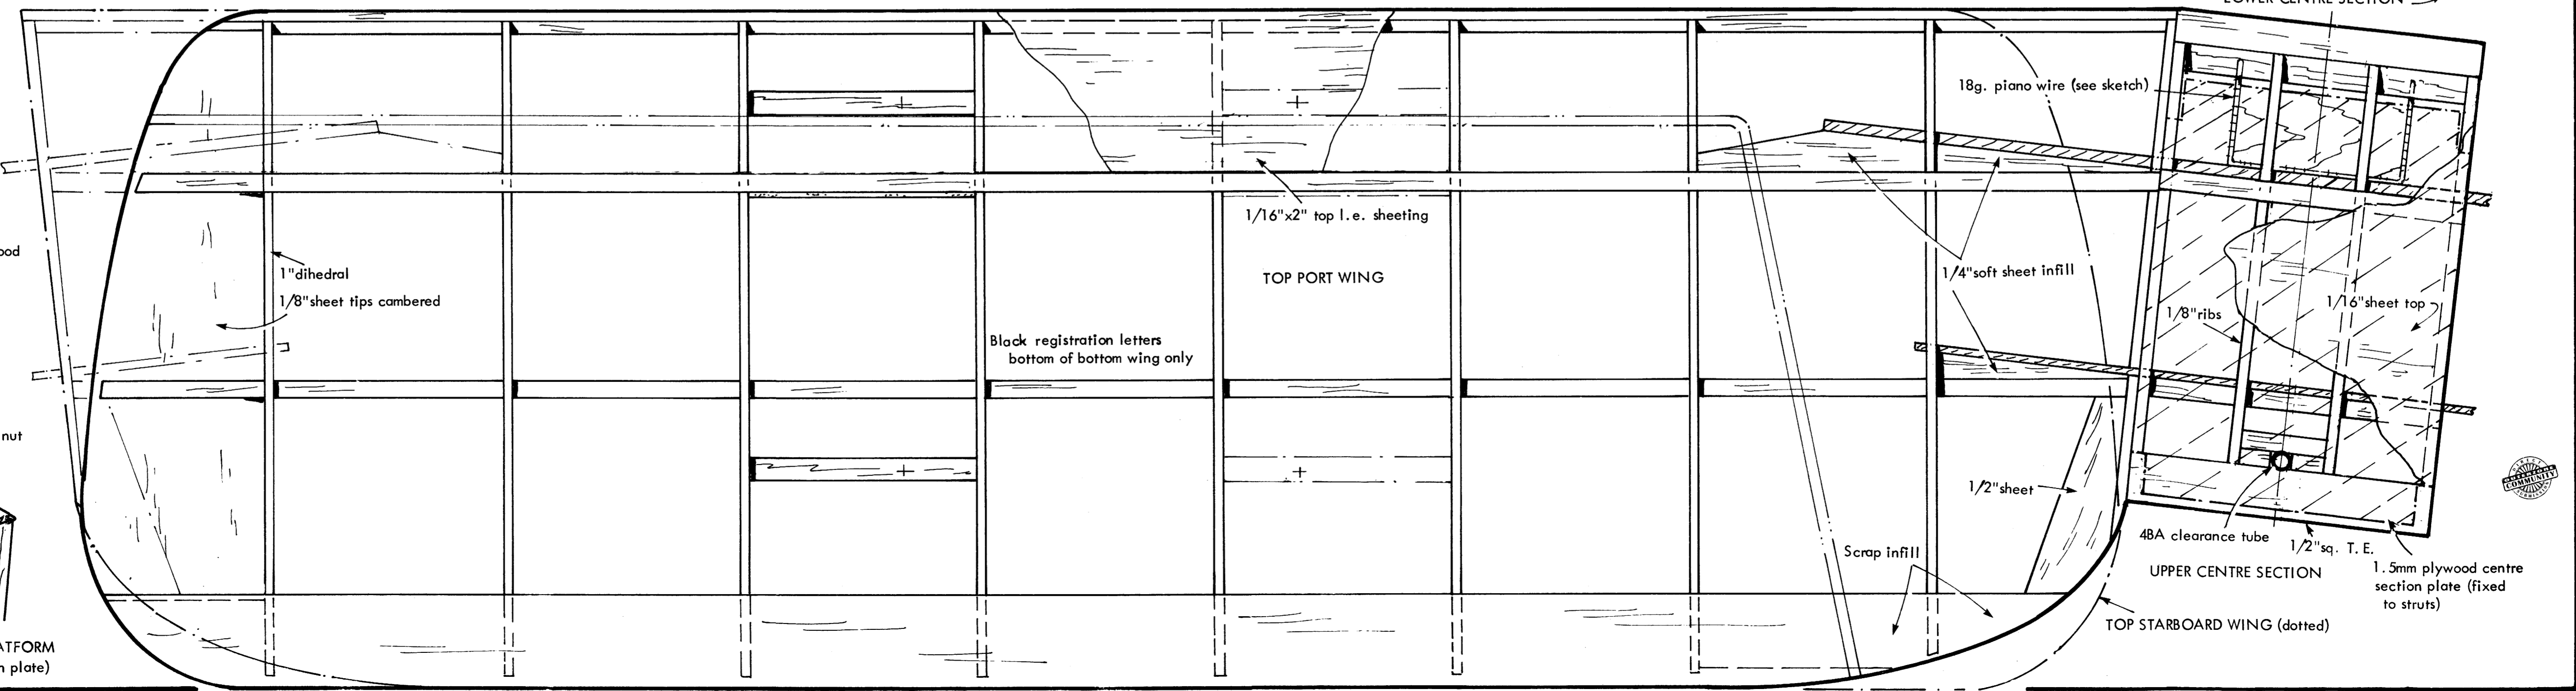 LOWER CENTRE SECTION
18g. piano wire (see sketch)
1/16"x2" top l.e. sheeting
ood
1"dihedral
1/8"sheet tips cambered
TOP PORT WING
1/4"soft sheet infill
1/16"sheet top
1/8"ribs
Black registration letters
bottom of bottom wing only
nut
1/2"sheet
COMMUNITY
4BA clearance tube
1/2"sq. T.E.
Scrap infill
UPPER CENTRE SECTION
1.5mm plywood centre
section plate (fixed
to struts)
TOP STARBOARD WING (dotted)
ATFORM
n plate)